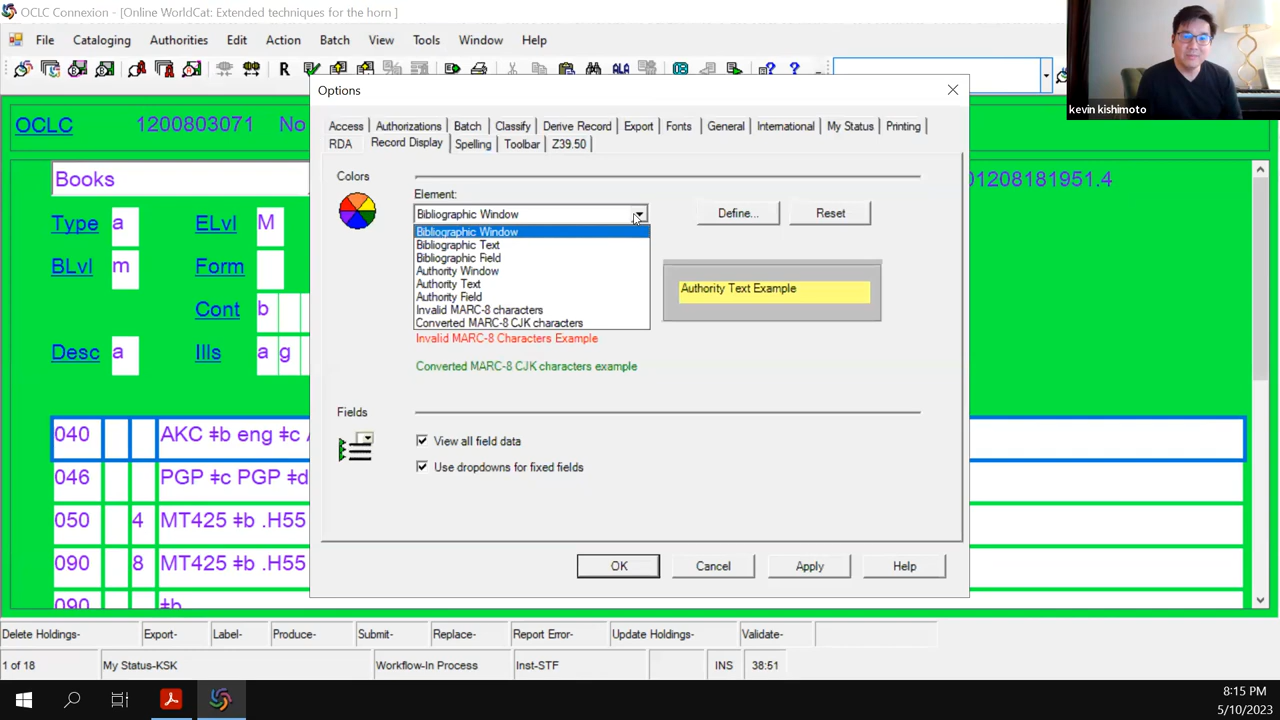 OCLC Connexion - [Online WorldCat: Extended techniques for the horn ]
File Cataloging Authorities Edit Action Batch View Tools Window Help
R ALA
kevin kishimoto
Options
Access Authorizations Batch Classify Derive Record Export Fonts General International My Status Printing
RDA Record Display Spelling Toolbar Z39.50
OCLC 1200803071 No
Books
01208181951.4
Type a ELvl M
BLvl m Form
Cont b
Desc a Ills a g
Colors
Element:
Bibliographic Window
Define... Reset
Bibliographic Window
Bibliographic Text
Bibliographic Field
Authority Window
Authority Text
Authority Field
Invalid MARC-8 characters
Converted MARC-8 CJK characters
Authority Text Example
Invalid MARC-8 Characters Example
Converted MARC-8 CJK characters example
Fields
View all field data
Use dropdowns for fixed fields
OK Cancel Apply Help
040 AKC ‡b eng ‡c
046 PGP ‡c PGP ‡d
050 4 MT425 ‡b .H55
090 8 MT425 ‡b .H55
090 ‡b
Delete Holdings- Export- Label- Produce- Submit- Replace- Report Error- Update Holdings- Validate-
1 of 18 My Status-KSK Workflow-In Process Inst-STF INS 38:51
8:15 PM
5/10/2023